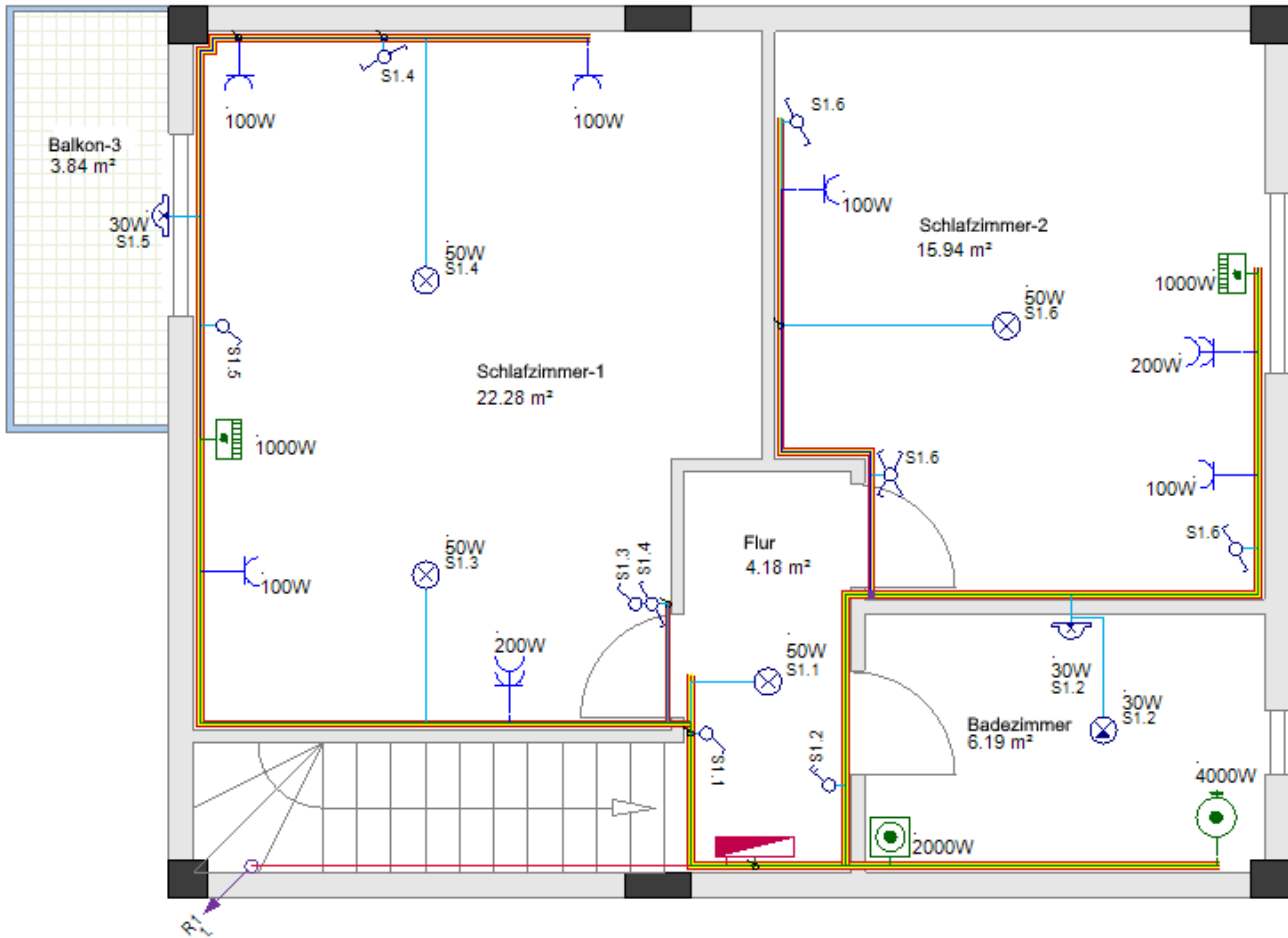 S1.4
100W
100W
Balkon-3
3.84 m²
30W
S1.5
50W
S1.4
S1.5
Schlafzimmer-1
22.28 m²
1000W
50W
S1.3
100W
200W
S1.3
S1.4
S1.6
100W
Schlafzimmer-2
15.94 m²
1000W
50W
S1.6
200W
S1.6
100W
S1.6
Flur
4.18 m²
50W
S1.1
S1.1
S1.2
30W
S1.2
30W
S1.2
Badezimmer
6.19 m²
4000W
2000W
R1
1.